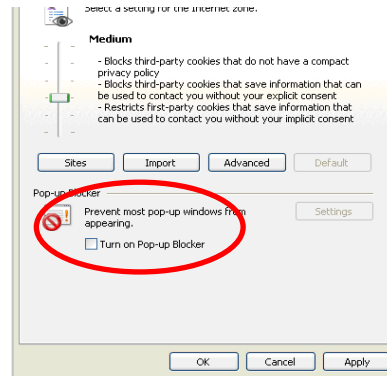 Select a setting for the Internet zone.
Medium
- Blocks third-party cookies that do not have a compact
privacy policy
- Blocks third-party cookies that save information that can
be used to contact you without your explicit consent
- Restricts first-party cookies that save information that
can be used to contact you without your implicit consent
Sites Import Advanced Default
Pop-up Blocker
Prevent most pop-up windows from
appearing.
Settings
Turn on Pop-up Blocker
OK Cancel Apply